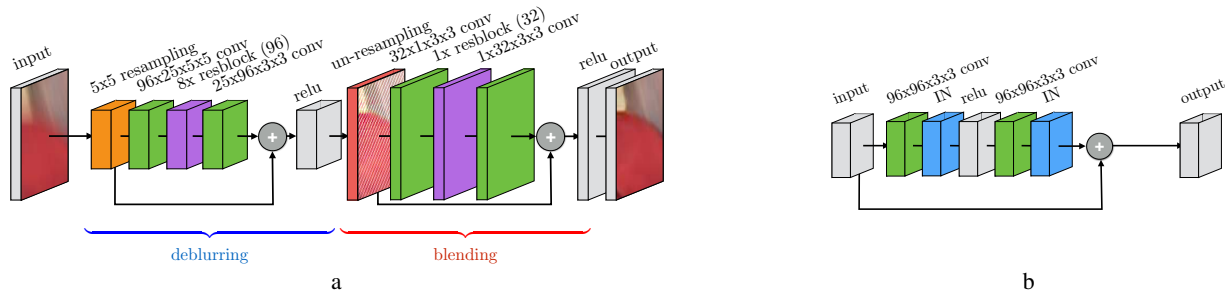 input
5x5 resampling
96x25x5x5 conv
8x resblock (96)
25x96x3x3 conv
+
relu
un-resampling
32x1x3x3 conv
1x resblock (32)
1x32x3x3 conv
+
relu
output
deblurring
blending
a
input
96x96x3x3 conv
IN
relu
96x96x3x3 conv
IN
+
output
b